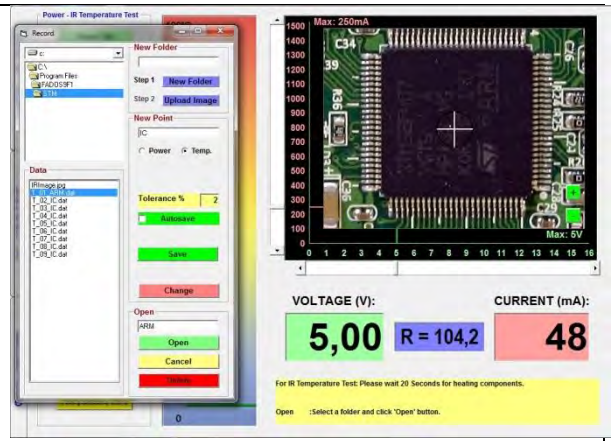 Power - IR Temperature Test
Record
c:
C:\
Program Files
FADOS9F1
STM
Data
IRImage.jpg
T_01_ARM.dat
T_02_IC.dat
T_03_IC.dat
T_04_IC.dat
T_05_IC.dat
T_06_IC.dat
T_07_IC.dat
T_08_IC.dat
T_09_IC.dat
New Folder
Step 1 New Folder
Step 2 Upload Image
New Point
IC
Power Temp.
Tolerance % 2
Autosave
Save
Change
Open
ARM
Open
Cancel
Delete
0
Max: 250mA
1500
1400
1300
1200
1100
1000
900
800
700
600
500
400
300
200
100
0
0 1 2 3 4 5 6 7 8 9 10 11 12 13 14 15 16
C34
39
R36
C36
ARM
Max: 5V
VOLTAGE (V):
5,00
R = 104,2
CURRENT (mA):
48
For IR Temperature Test: Please wait 20 Seconds for heating components.
Open :Select a folder and click 'Open' button.